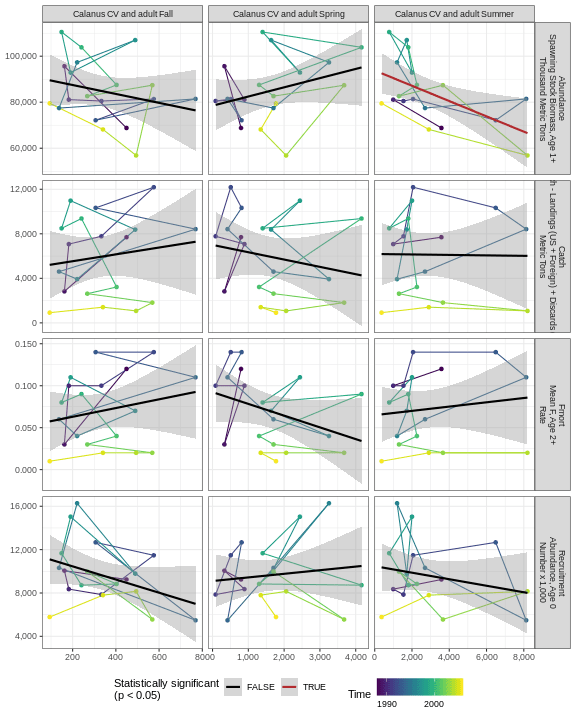 Calanus CV and adult Fall
Calanus CV and adult Spring
Calanus CV and adult Summer
100,000
80,000
60,000
Abundance
Spawning Stock Biomass, Age 1+
Thousand Metric Tons
12,000
8,000
4,000
0
Catch
h - Landings (US + Foreign) + Discards
Metric Tons
0.150
0.100
0.050
0.000
Fmort
Mean F, Age 2+
Rate
16,000
12,000
8,000
4,000
Recruitment
Abundance, Age 0
Number x 1,000
200 400 600 800
0 1,000 2,000 3,000 4,000
0 2,000 4,000 6,000 8,000
Statistically significant
(p < 0.05)
FALSE
TRUE
Time
1990 2000